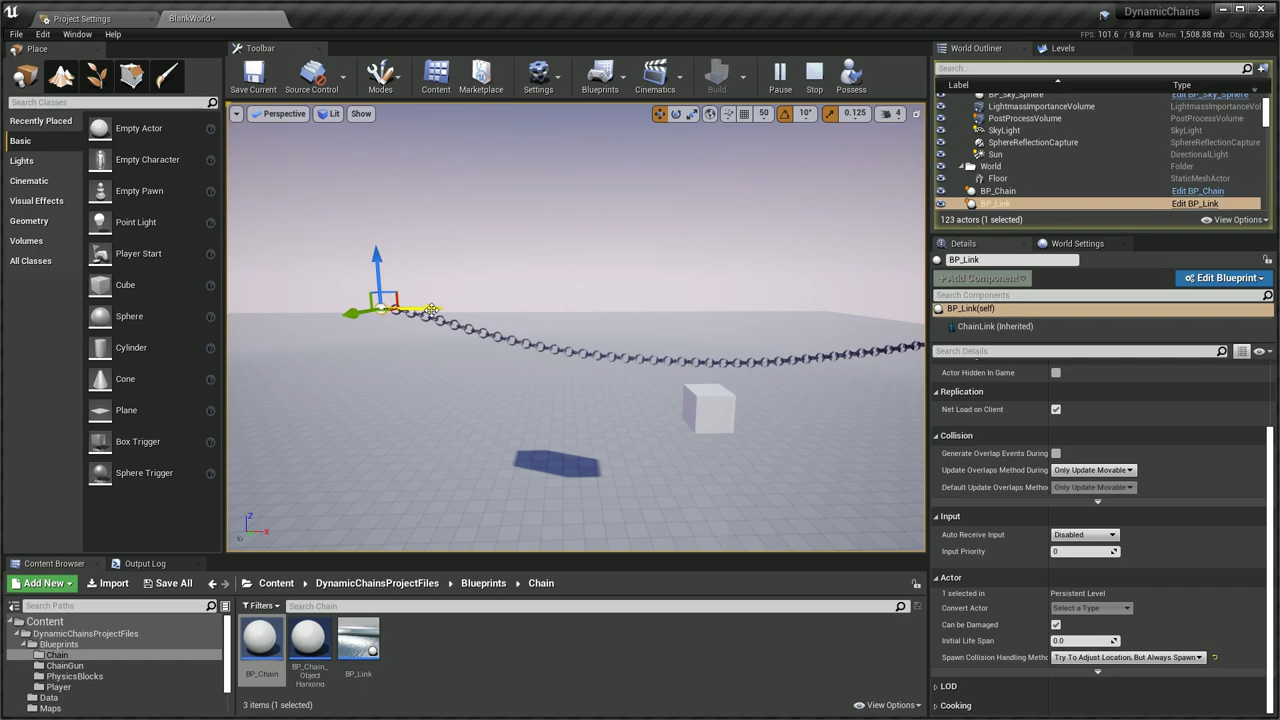 Project Settings
BlankWorld*
DynamicChains
File Edit Window Help
FPS: 101.6 / 9.8 ms Mem: 1,508.88 mb Objs: 60,336
Place
Toolbar
World Outliner
Levels
Search Classes
Recently Placed
Basic
Lights
Cinematic
Visual Effects
Geometry
Volumes
All Classes
Empty Actor
Empty Character
Empty Pawn
Point Light
Player Start
Cube
Sphere
Cylinder
Cone
Plane
Box Trigger
Sphere Trigger
Save Current
Source Control
Modes
Content
Marketplace
Settings
Blueprints
Cinematics
Build
Pause
Stop
Possess
Perspective
Lit
Show
50
10°
0.125
4
Z
X
Search...
Label
Type
BP_Sky_Sphere Edit BP_Sky_Sphere
LightmassImportanceVolume LightmassImportanceVol
PostProcessVolume PostProcessVolume
SkyLight SkyLight
SphereReflectionCapture SphereReflectionCapture
Sun DirectionalLight
World Folder
Floor StaticMeshActor
BP_Chain Edit BP_Chain
BP_Link Edit BP_Link
123 actors (1 selected)
View Options
Details
World Settings
BP_Link
Add Component
Edit Blueprint
Search Components
BP_Link(self)
ChainLink (Inherited)
Search Details
Actor Hidden In Game
Replication
Net Load on Client
Collision
Generate Overlap Events During
Update Overlaps Method During Only Update Movable
Default Update Overlaps Metho Only Update Movable
Input
Auto Receive Input Disabled
Input Priority 0
Actor
1 selected in Persistent Level
Convert Actor Select a Type
Can be Damaged
Initial Life Span 0.0
Spawn Collision Handling Metho Try To Adjust Location, But Always Spawn
LOD
Cooking
Content Browser
Output Log
Add New
Import
Save All
Content
DynamicChainsProjectFiles
Blueprints
Chain
Search Paths
Filters
Search Chain
Content
DynamicChainsProjectFiles
Blueprints
Chain
ChainGun
PhysicsBlocks
Player
Data
Maps
BP_Chain
BP_Chain_
Object
Hanging
BP_Link
3 items (1 selected)
View Options